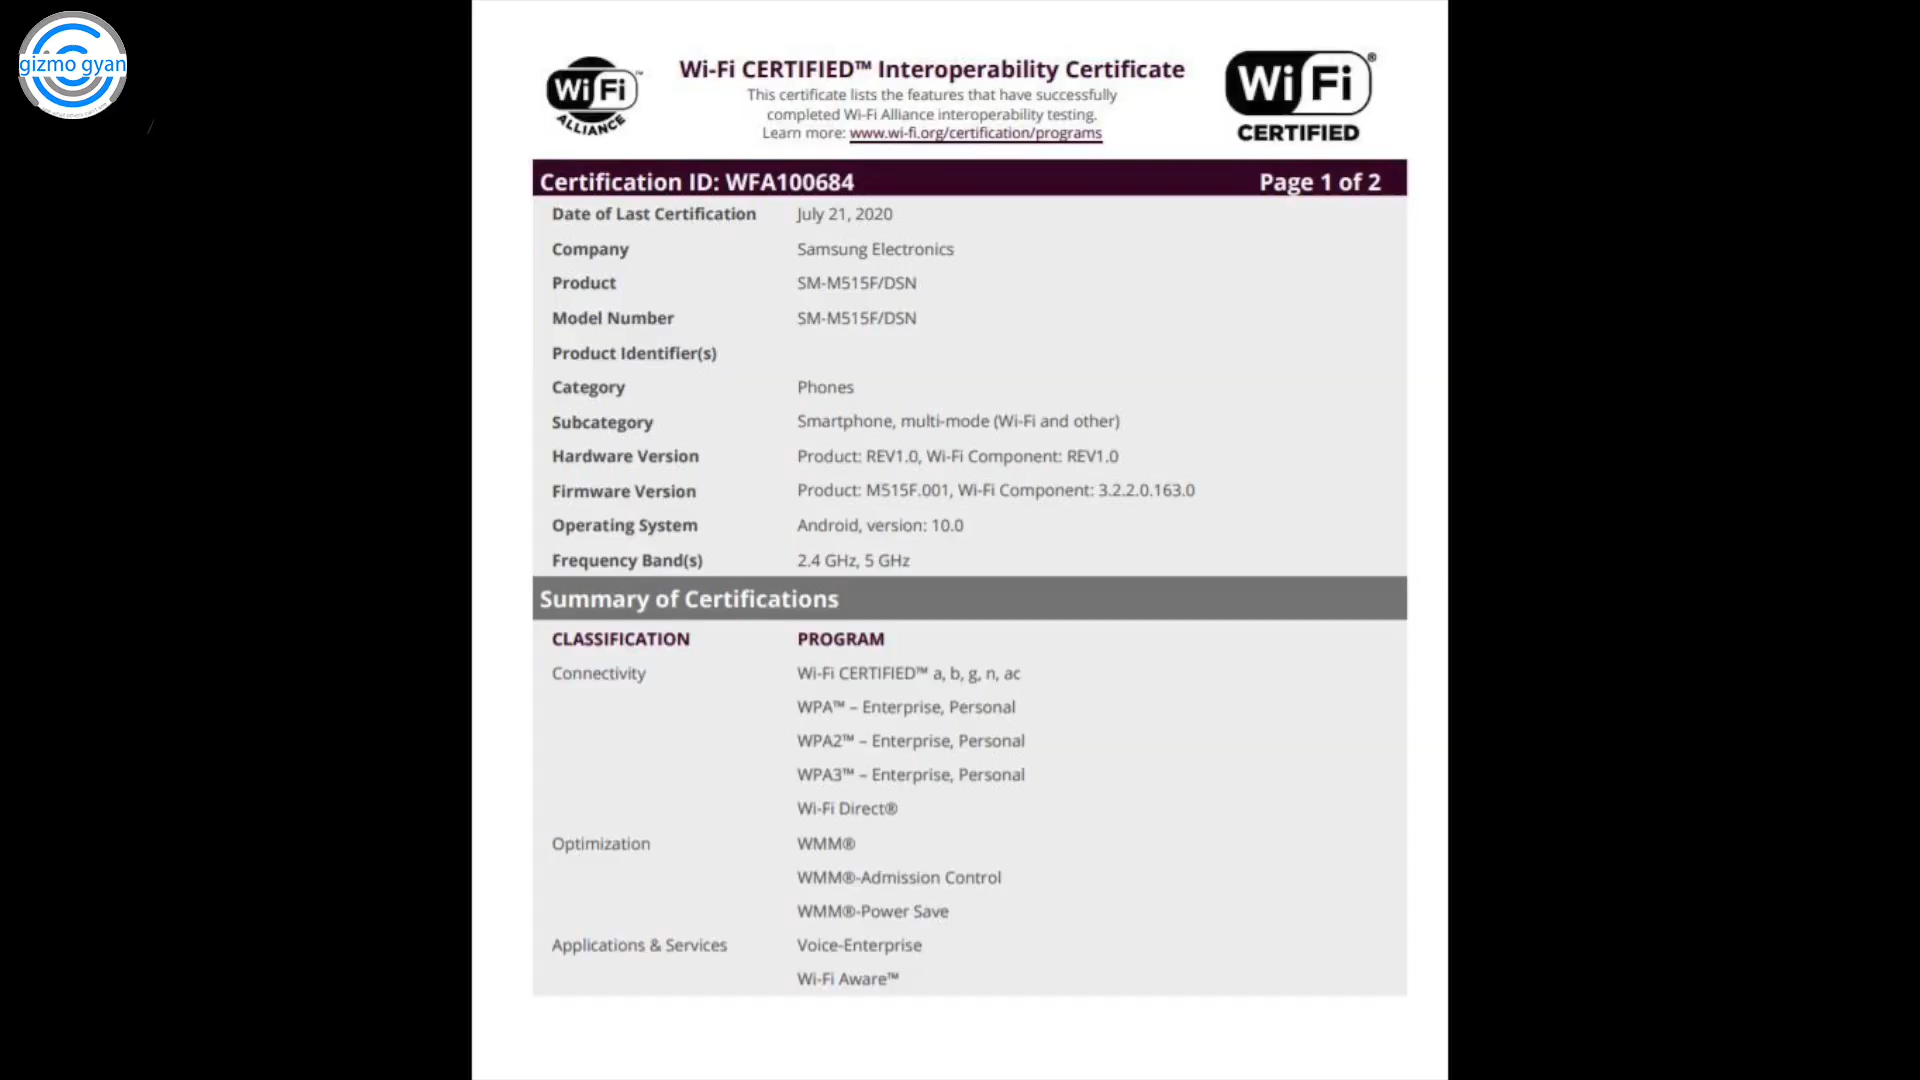 gizmo gyan
Wi Fi
ALLIANCE
Wi-Fi CERTIFIED™ Interoperability Certificate
This certificate lists the features that have successfully
completed Wi-Fi Alliance interoperability testing.
Learn more: www.wi-fi.org/certification/programs
Wi Fi®
CERTIFIED
Certification ID: WFA100684 Page 1 of 2
Date of Last Certification July 21, 2020
Company Samsung Electronics
Product SM-M515F/DSN
Model Number SM-M515F/DSN
Product Identifier(s)
Category Phones
Subcategory Smartphone, multi-mode (Wi-Fi and other)
Hardware Version Product: REV1.0, Wi-Fi Component: REV1.0
Firmware Version Product: M515F.001, Wi-Fi Component: 3.2.2.0.163.0
Operating System Android, version: 10.0
Frequency Band(s) 2.4 GHz, 5 GHz
Summary of Certifications
CLASSIFICATION PROGRAM
Connectivity Wi-Fi CERTIFIED™ a, b, g, n, ac
WPA™ – Enterprise, Personal
WPA2™ – Enterprise, Personal
WPA3™ – Enterprise, Personal
Wi-Fi Direct®
Optimization WMM®
WMM®-Admission Control
WMM®-Power Save
Applications & Services Voice-Enterprise
Wi-Fi Aware™